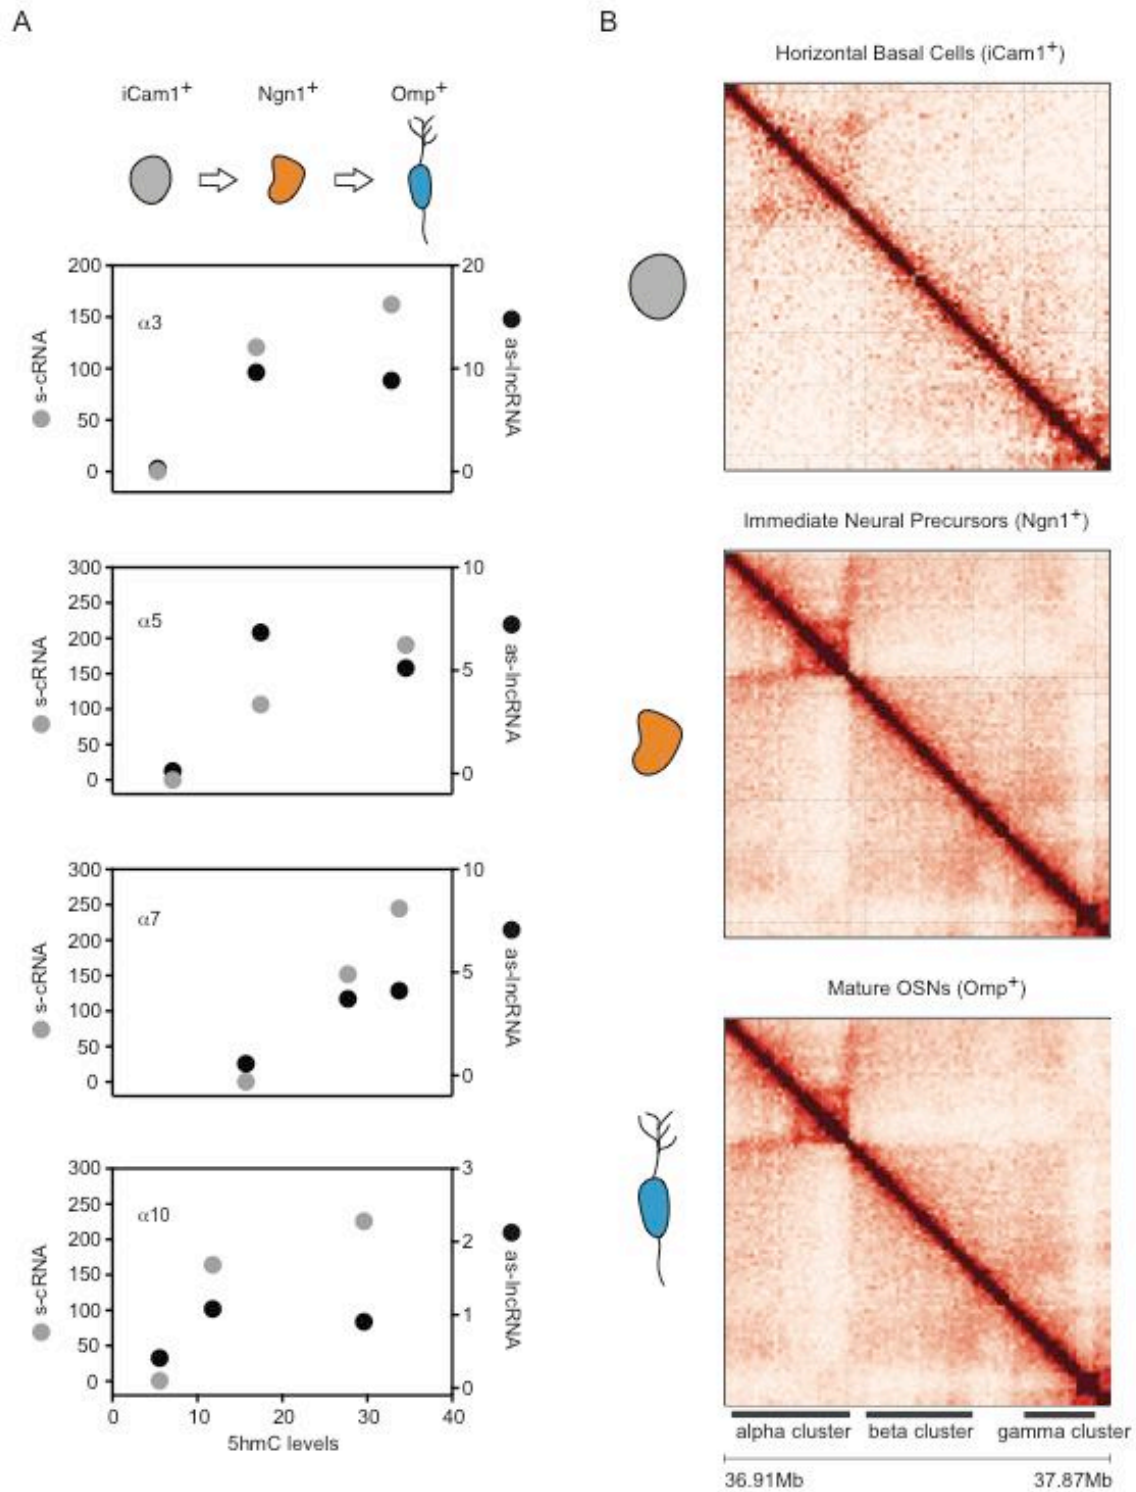 A
iCam1+
Ngn1+
Omp+
200
150
100
50
0
α3
20
10
0
s-cRNA
as-lncRNA
300
250
200
150
100
50
0
α5
10
5
0
s-cRNA
as-lncRNA
300
250
200
150
100
50
0
α7
10
5
0
s-cRNA
as-lncRNA
300
250
200
150
100
50
0
α10
3
2
1
0
s-cRNA
as-lncRNA
0 10 20 30 40
5hmC levels
B
Horizontal Basal Cells (iCam1+)
Immediate Neural Precursors (Ngn1+)
Mature OSNs (Omp+)
alpha cluster beta cluster gamma cluster
36.91Mb 37.87Mb